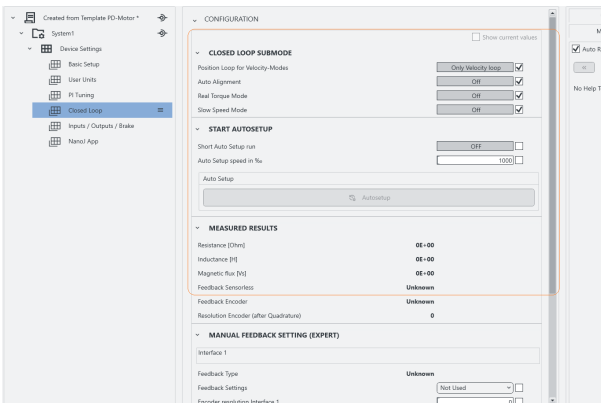 Created from Template PD-Motor *
System1
Device Settings
Basic Setup
User Units
PI Tuning
Closed Loop
Inputs / Outputs / Brake
NanoJ App
CONFIGURATION
Show current values
CLOSED LOOP SUBMODE
Position Loop for Velocity-Modes Only Velocity loop
Auto Alignment Off
Real Torque Mode Off
Slow Speed Mode Off
START AUTOSETUP
Short Auto Setup run OFF
Auto Setup speed in ‰ 1000
Auto Setup
Autosetup
MEASURED RESULTS
Resistance [Ohm] 0E+00
Inductance [H] 0E+00
Magnetic flux [Vs] 0E+00
Feedback Sensorless Unknown
Feedback Encoder Unknown
Resolution Encoder (after Quadrature) 0
MANUAL FEEDBACK SETTING (EXPERT)
Interface 1
Feedback Type Unknown
Feedback Settings Not Used
Encoder resolution Interface 1 0
M
Auto R
No Help T